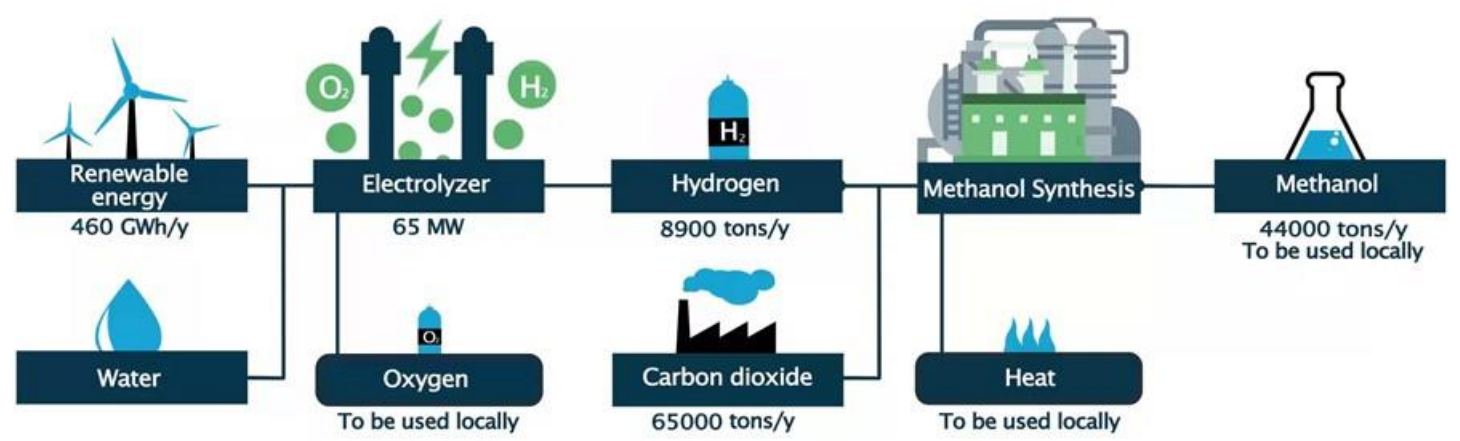 O₂
H₂
H₂
Renewable
energy
460 GWh/y
Electrolyzer
65 MW
Hydrogen
8900 tons/y
Methanol Synthesis
Methanol
44000 tons/y
To be used locally
Water
O₂
Oxygen
To be used locally
Carbon dioxide
65000 tons/y
Heat
To be used locally